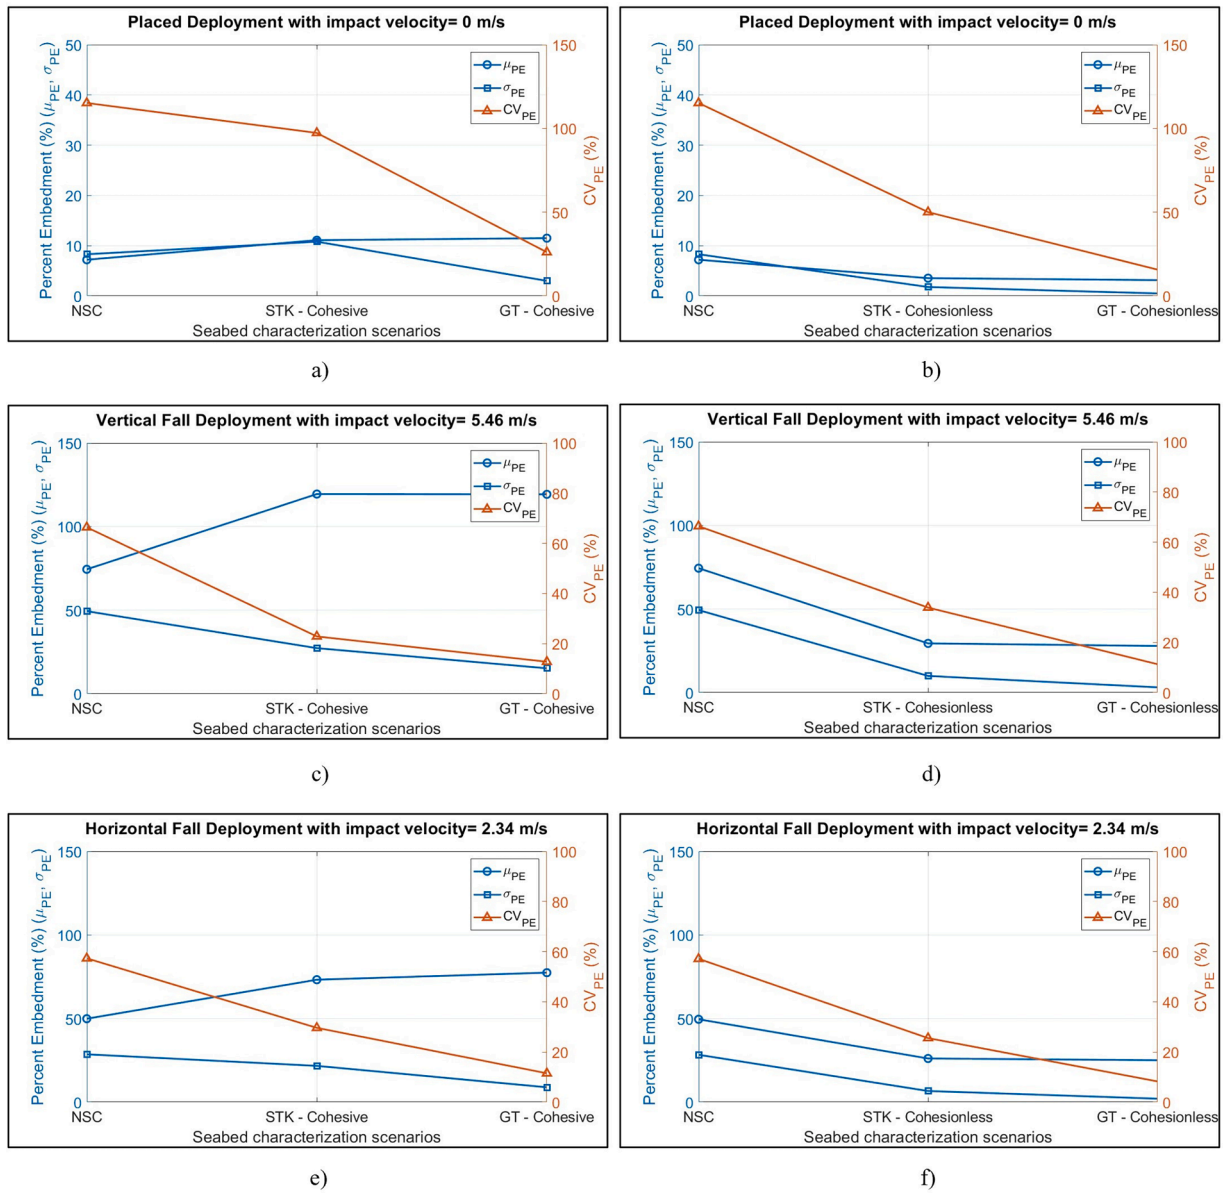 Placed Deployment with impact velocity= 0 m/s
Percent Embedment (%) (μPE, σPE)
50
40
30
20
10
0
150
100
50
0
CVPE (%)
μPE
σPE
CVPE
NSC
STK - Cohesive
GT - Cohesive
Seabed characterization scenarios
a)
Placed Deployment with impact velocity= 0 m/s
Percent Embedment (%) (μPE, σPE)
50
40
30
20
10
0
150
100
50
0
CVPE (%)
μPE
σPE
CVPE
NSC
STK - Cohesionless
GT - Cohesionless
Seabed characterization scenarios
b)
Vertical Fall Deployment with impact velocity= 5.46 m/s
Percent Embedment (%) (μPE, σPE)
150
100
50
0
100
80
60
40
20
0
CVPE (%)
μPE
σPE
CVPE
NSC
STK - Cohesive
GT - Cohesive
Seabed characterization scenarios
c)
Vertical Fall Deployment with impact velocity= 5.46 m/s
Percent Embedment (%) (μPE, σPE)
150
100
50
0
100
80
60
40
20
0
CVPE (%)
μPE
σPE
CVPE
NSC
STK - Cohesionless
GT - Cohesionless
Seabed characterization scenarios
d)
Horizontal Fall Deployment with impact velocity= 2.34 m/s
Percent Embedment (%) (μPE, σPE)
150
100
50
0
100
80
60
40
20
0
CVPE (%)
μPE
σPE
CVPE
NSC
STK - Cohesive
GT - Cohesive
Seabed characterization scenarios
e)
Horizontal Fall Deployment with impact velocity= 2.34 m/s
Percent Embedment (%) (μPE, σPE)
150
100
50
0
100
80
60
40
20
0
CVPE (%)
μPE
σPE
CVPE
NSC
STK - Cohesionless
GT - Cohesionless
Seabed characterization scenarios
f)